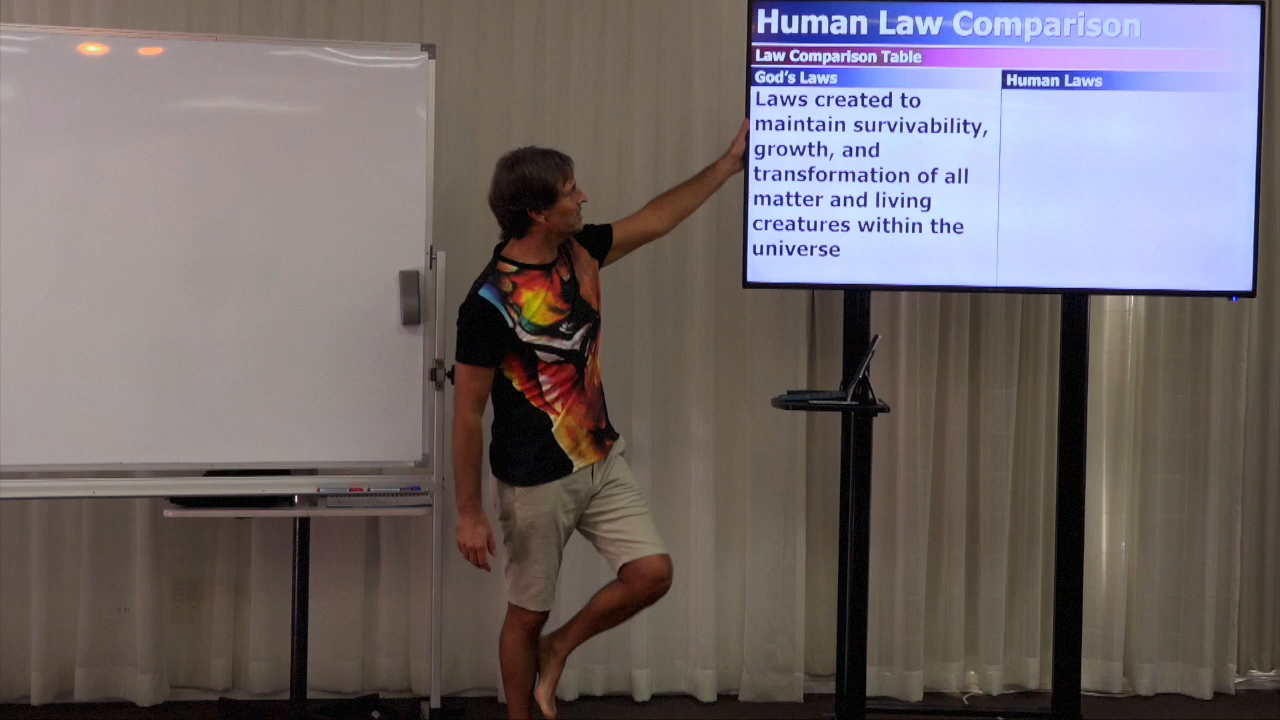 Human Law Comparison
Law Comparison Table
God's Laws
Human Laws
Laws created to
maintain survivability,
growth, and
transformation of all
matter and living
creatures within the
universe